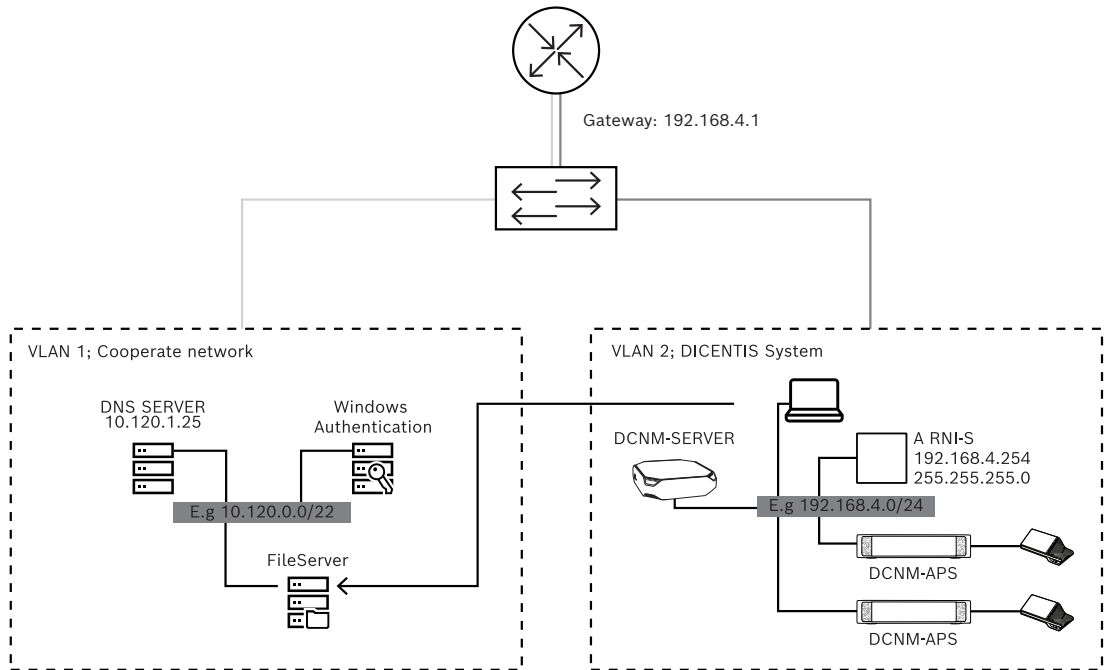 Gateway: 192.168.4.1
VLAN 1; Cooperate network
DNS SERVER
10.120.1.25
Windows
Authentication
E.g 10.120.0.0/22
FileServer
VLAN 2; DICENTIS System
DCNM-SERVER
A RNI-S
192.168.4.254
255.255.255.0
E.g 192.168.4.0/24
DCNM-APS
DCNM-APS